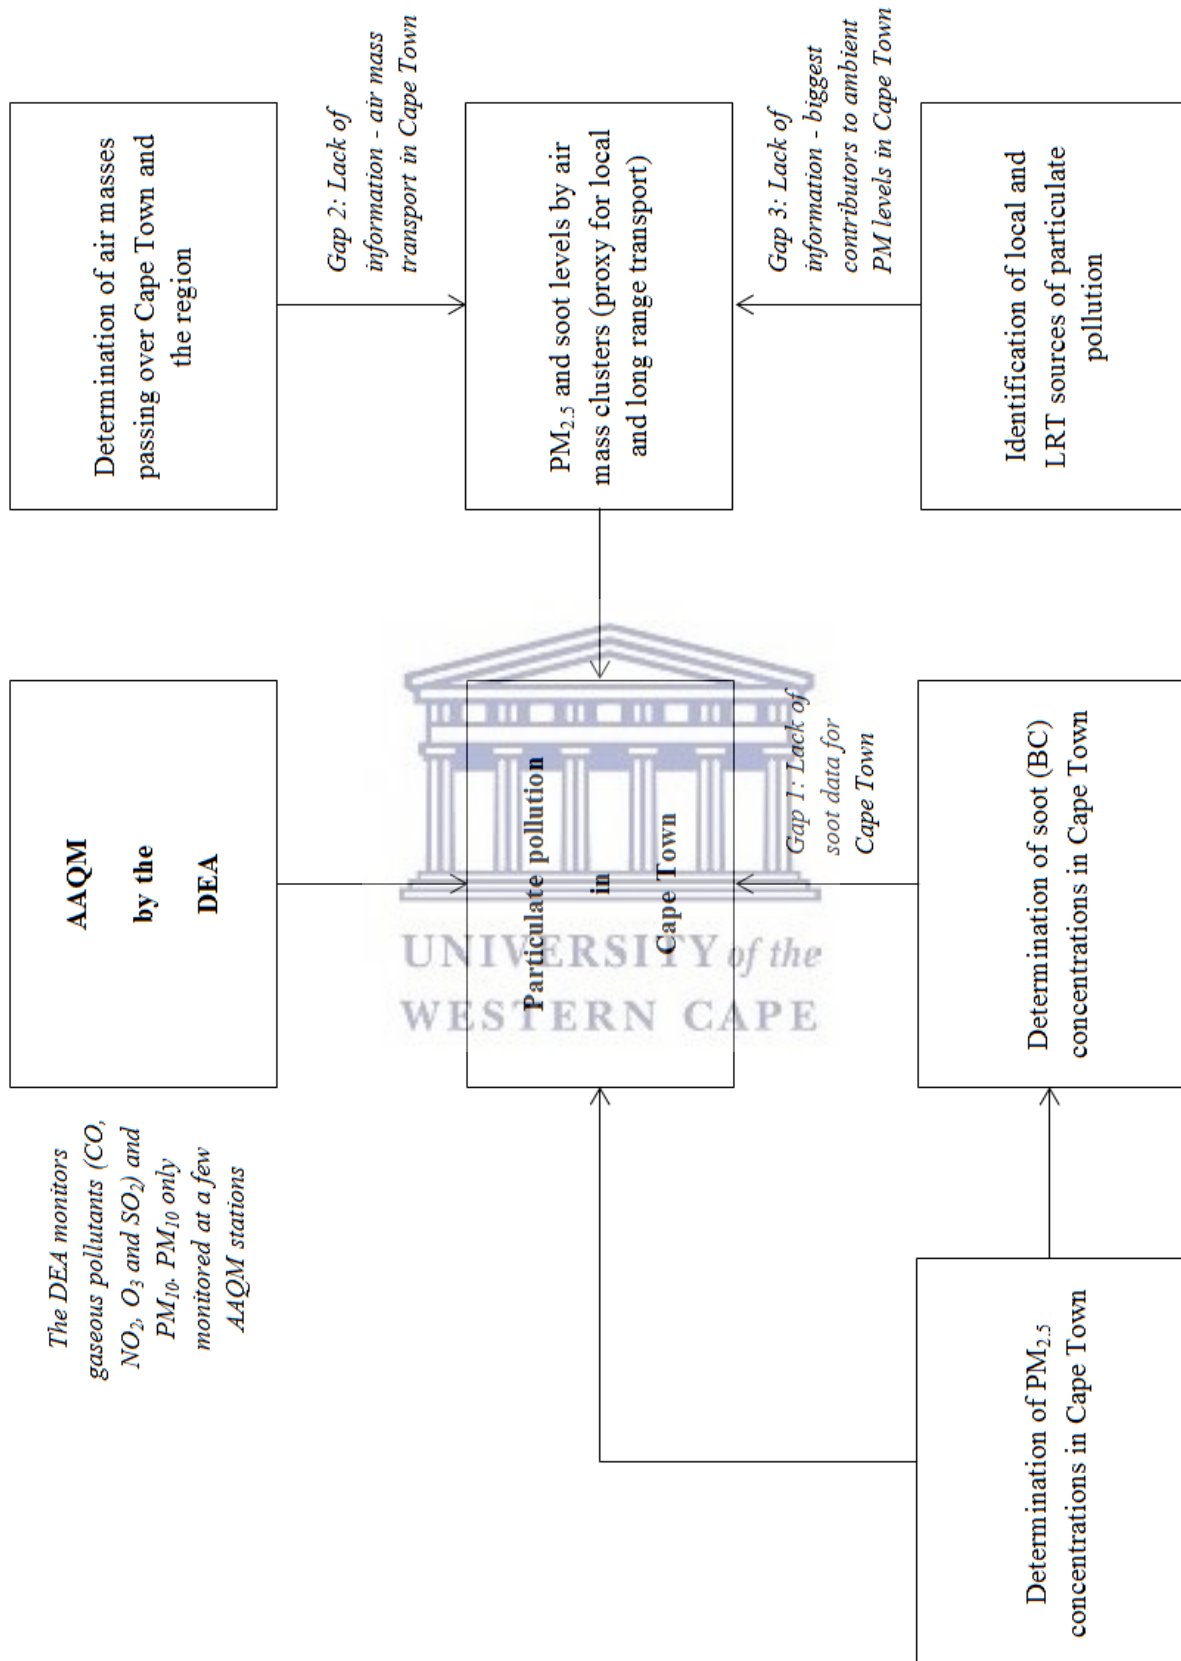 The DEA monitors
gaseous pollutants (CO,
NO₂, O₃ and SO₂) and
PM₁₀. PM₁₀ only
monitored at a few
AAQM stations
AAQM
by the
DEA
Determination of air masses
passing over Cape Town and
the region
Gap 2: Lack of
information - air mass
transport in Cape Town
Particulate pollution
in
Cape Town
PM₂.₅ and soot levels by air
mass clusters (proxy for local
and long range transport)
Gap 1: Lack of
soot data for
Cape Town
Gap 3: Lack of
information - biggest
contributors to ambient
PM levels in Cape Town
Determination of PM₂.₅
concentrations in Cape Town
Determination of soot (BC)
concentrations in Cape Town
Identification of local and
LRT sources of particulate
pollution
UNIVERSITY of the
WESTERN CAPE